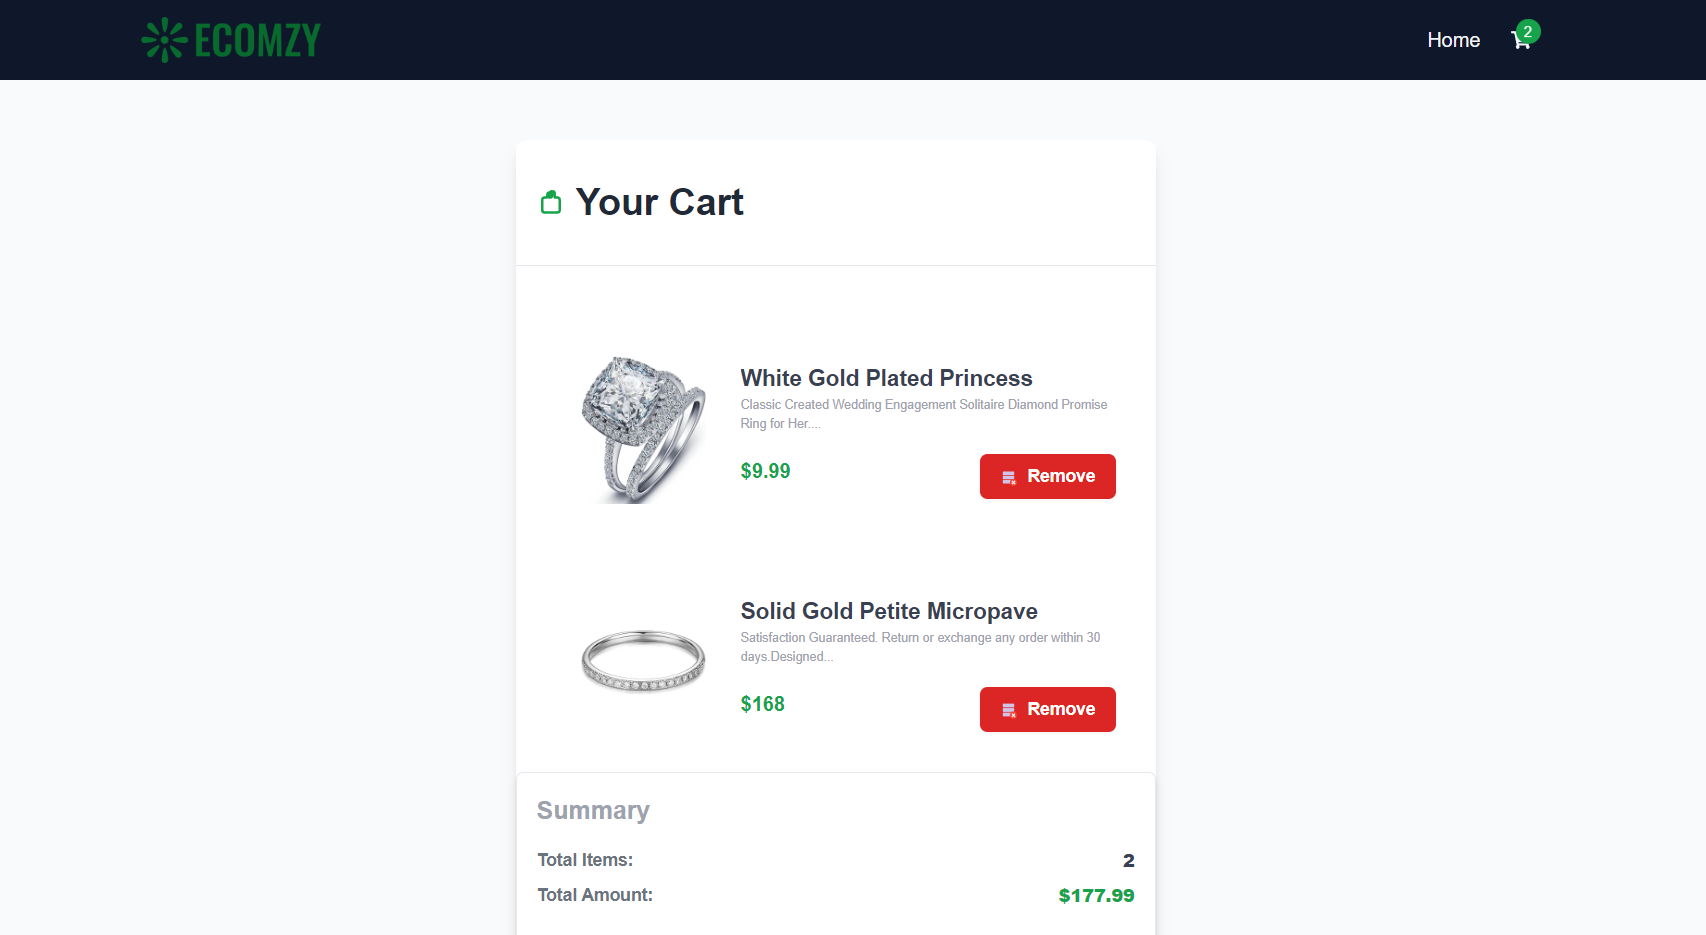 ECOMZY
Home
2
Your Cart
White Gold Plated Princess
Classic Created Wedding Engagement Solitaire Diamond Promise
Ring for Her....
$9.99
Remove
Solid Gold Petite Micropave
Satisfaction Guaranteed. Return or exchange any order within 30
days.Designed...
$168
Remove
Summary
Total Items: 2
Total Amount: $177.99